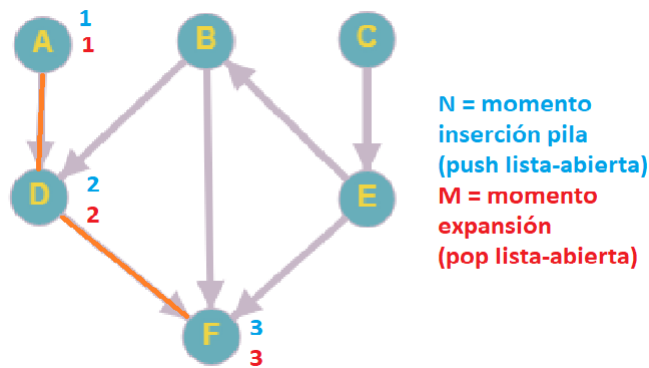 1
A
1
B
C
N = momento
inserción pila
(push lista-abierta)
M = momento
expansión
(pop lista-abierta)
D
2
2
E
F
3
3